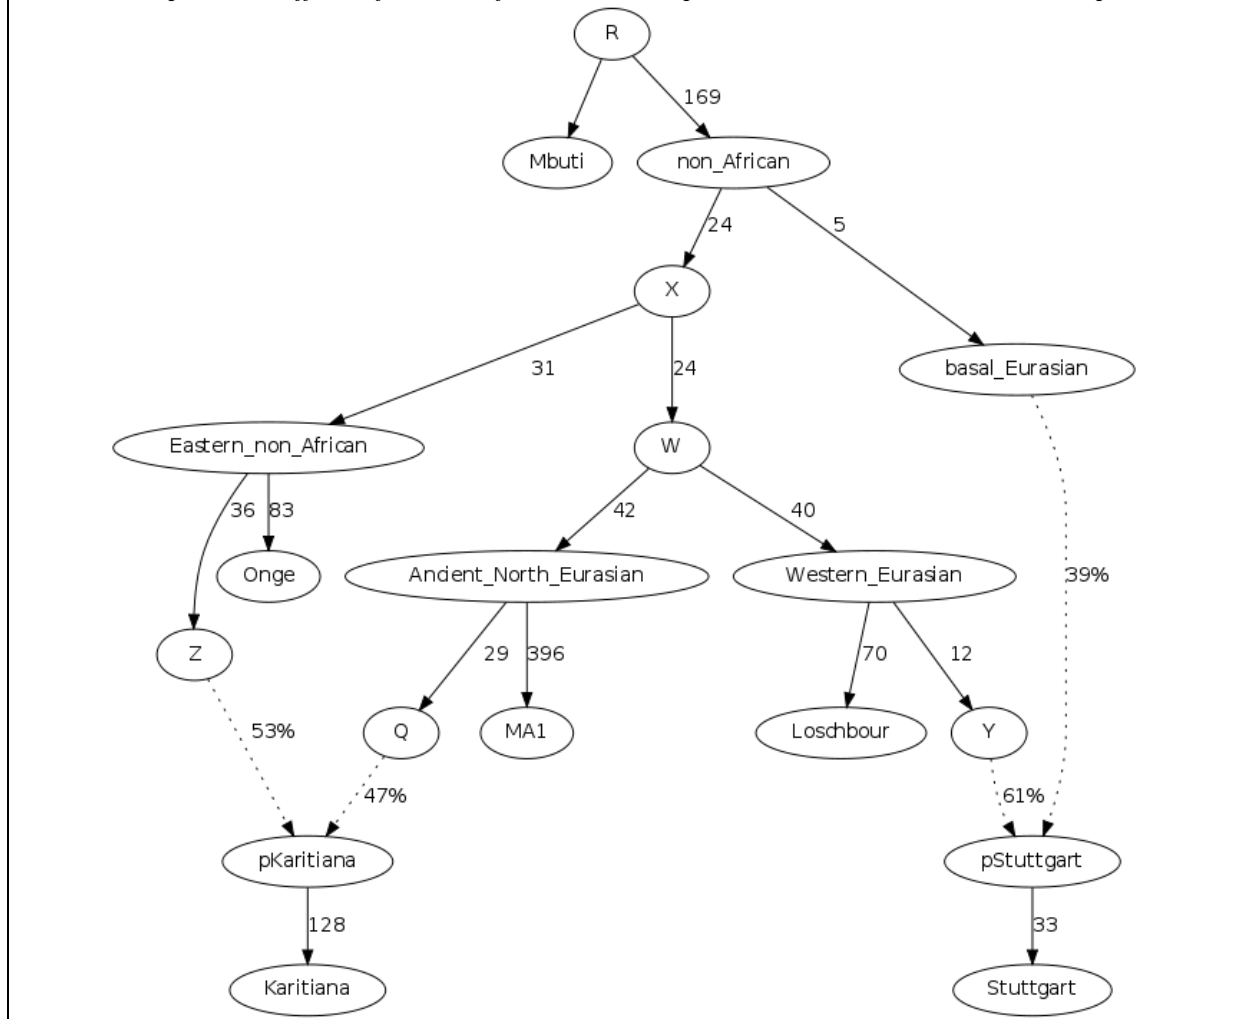 R
169
Mbuti
non_African
24
5
X
31
24
basal_Eurasian
Eastern_non_African
W
36
83
42
40
Onge
Ancient_North_Eurasian
Western_Eurasian
39%
Z
29
396
70
12
53%
Q
MA1
Loschbour
Y
47%
61%
pKaritiana
pStuttgart
128
33
Karitiana
Stuttgart